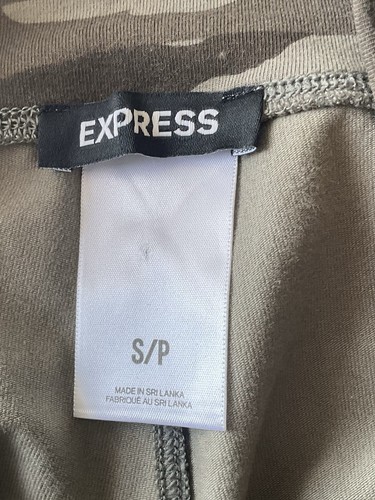 EXPRESS
S/P
MADE IN SRI LANKA
FABRIQUÉ AU SRI LANKA